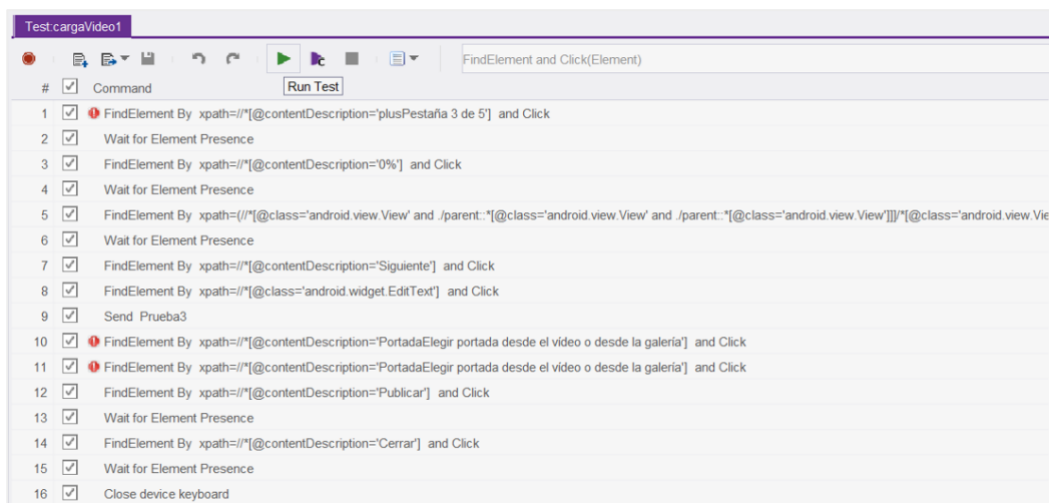 Test:cargaVideo1
FindElement and Click(Element)
# Command Run Test
1 FindElement By xpath=//*[@contentDescription='plusPestaña 3 de 5'] and Click
2 Wait for Element Presence
3 FindElement By xpath=//*[@contentDescription='0%'] and Click
4 Wait for Element Presence
5 FindElement By xpath=(//*[@class='android.view.View' and ./parent::*[@class='android.view.View' and ./parent::*[@class='android.view.View']]]/*[@class='android.view.Vie
6 Wait for Element Presence
7 FindElement By xpath=//*[@contentDescription='Siguiente'] and Click
8 FindElement By xpath=//*[@class='android.widget.EditText'] and Click
9 Send Prueba3
10 FindElement By xpath=//*[@contentDescription='PortadaElegir portada desde el vídeo o desde la galería'] and Click
11 FindElement By xpath=//*[@contentDescription='PortadaElegir portada desde el vídeo o desde la galería'] and Click
12 FindElement By xpath=//*[@contentDescription='Publicar'] and Click
13 Wait for Element Presence
14 FindElement By xpath=//*[@contentDescription='Cerrar'] and Click
15 Wait for Element Presence
16 Close device keyboard